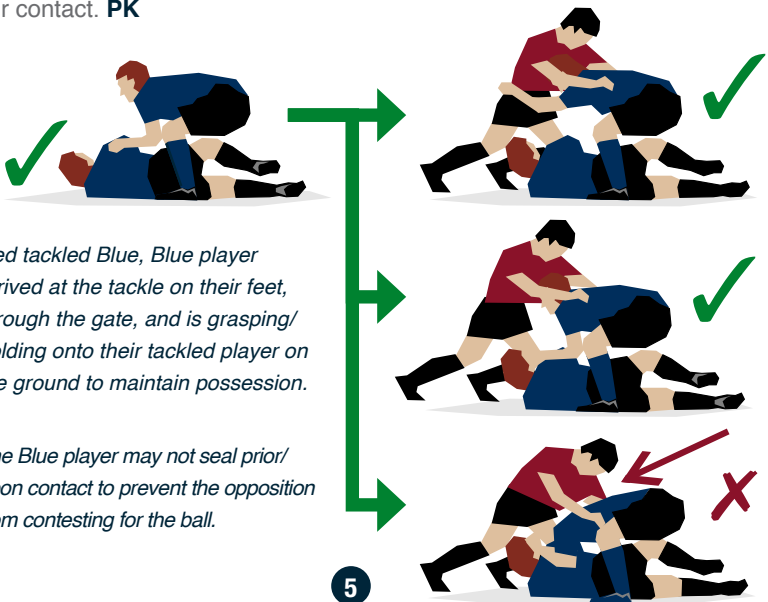 r contact. PK
ed tackled Blue, Blue player
rived at the tackle on their feet,
rough the gate, and is grasping/
olding onto their tackled player on
e ground to maintain possession.
he Blue player may not seal prior/
pon contact to prevent the opposition
om contesting for the ball.
5